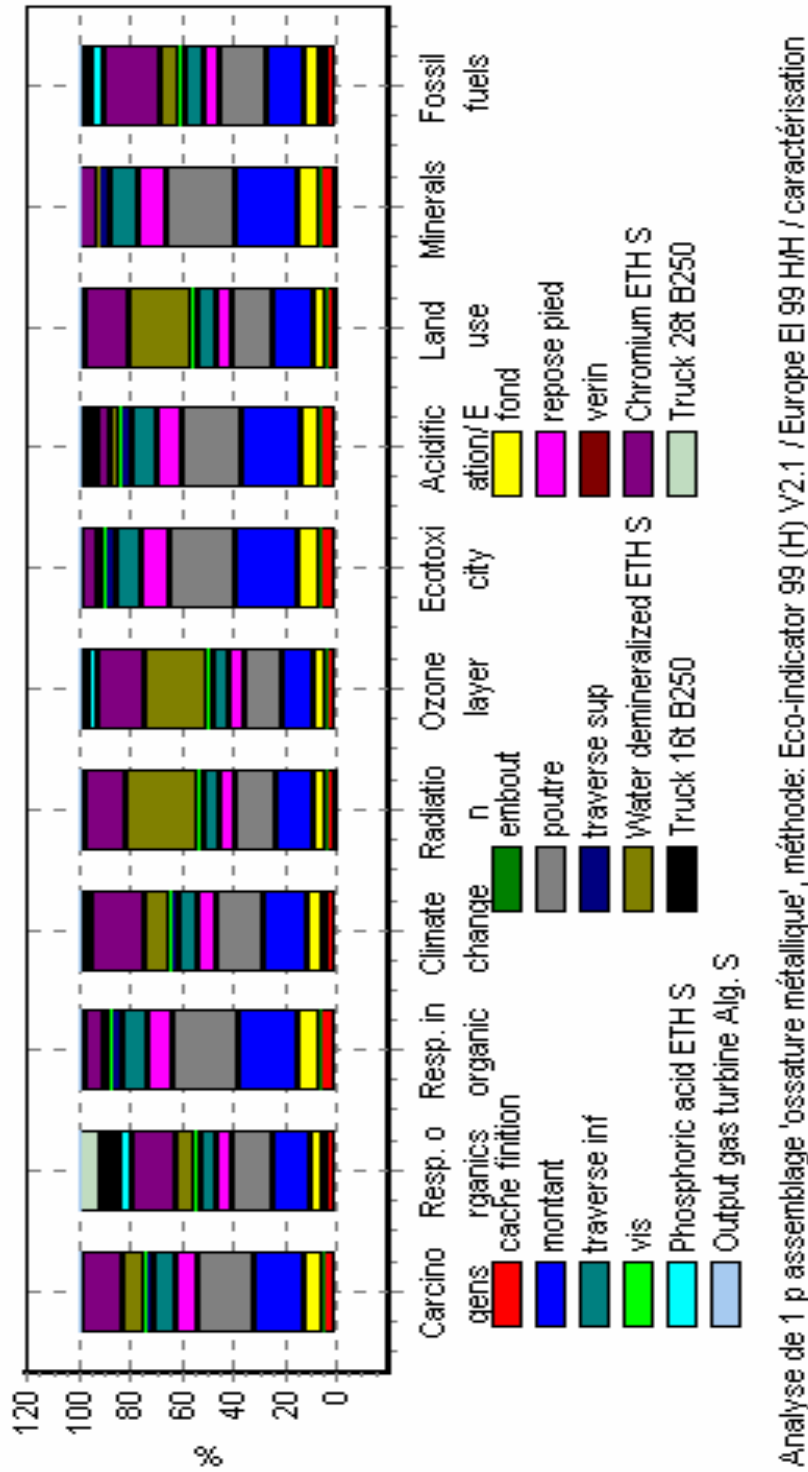 120
100
80
60
40
20
0
%
Carcino gens
Resp. o rganics
Resp. in organic
Climate change
Radiatio n
Ozone layer
Ecotoxi city
Acidific ation/ E
Land use
Minerals
Fossil fuels
cache finition
embout
fond
montant
poutre
repose pied
traverse inf
traverse sup
verin
vis
Water demineralized ETH S
Chromium ETH S
Phosphoric acid ETH S
Truck 16t B250
Truck 28t B250
Output gas turbine Alg. S
Analyse de 1 p assemblage 'ossature métallique', méthode: Eco-indicator 99 (H) V2.1 / Europe EI 99 H/H / caractérisation